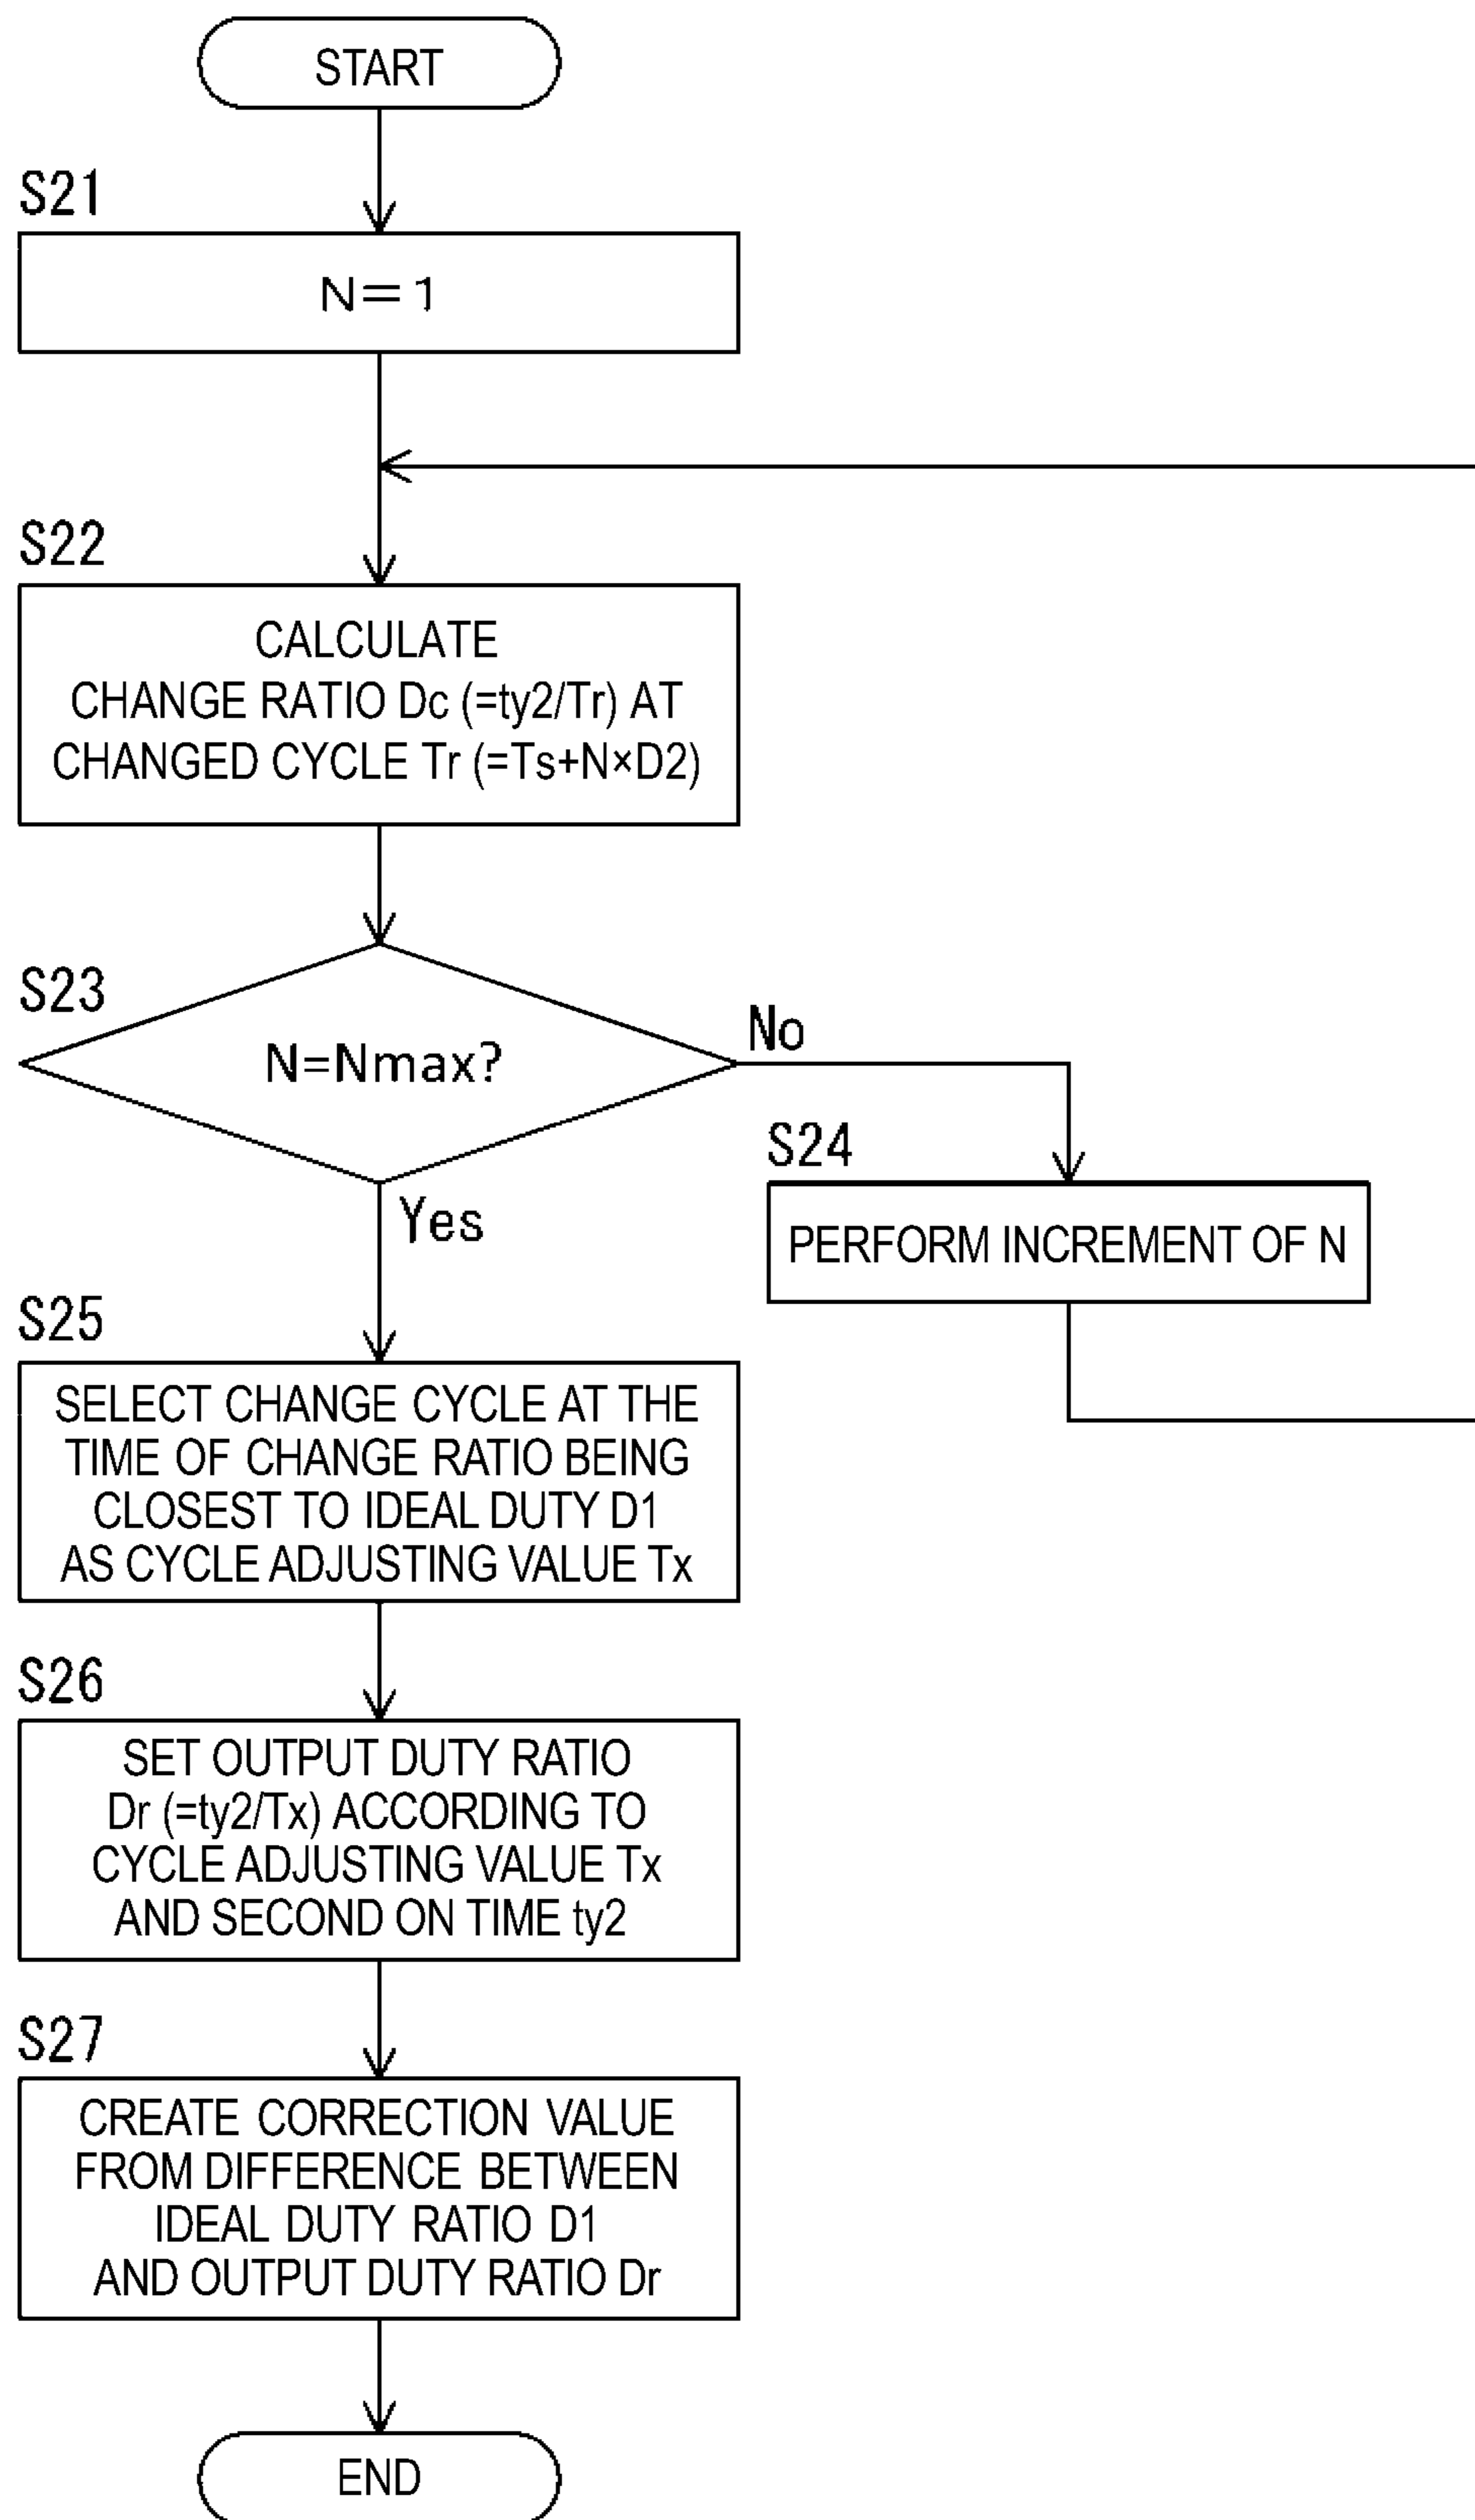 START
S21
N=1
S22
CALCULATE
CHANGE RATIO Dc (=ty2/Tr) AT
CHANGED CYCLE Tr (=Ts+N×D2)
S23
N=Nmax?
No
Yes
S24
PERFORM INCREMENT OF N
S25
SELECT CHANGE CYCLE AT THE
TIME OF CHANGE RATIO BEING
CLOSEST TO IDEAL DUTY D1
AS CYCLE ADJUSTING VALUE Tx
S26
SET OUTPUT DUTY RATIO
Dr (=ty2/Tx) ACCORDING TO
CYCLE ADJUSTING VALUE Tx
AND SECOND ON TIME ty2
S27
CREATE CORRECTION VALUE
FROM DIFFERENCE BETWEEN
IDEAL DUTY RATIO D1
AND OUTPUT DUTY RATIO Dr
END